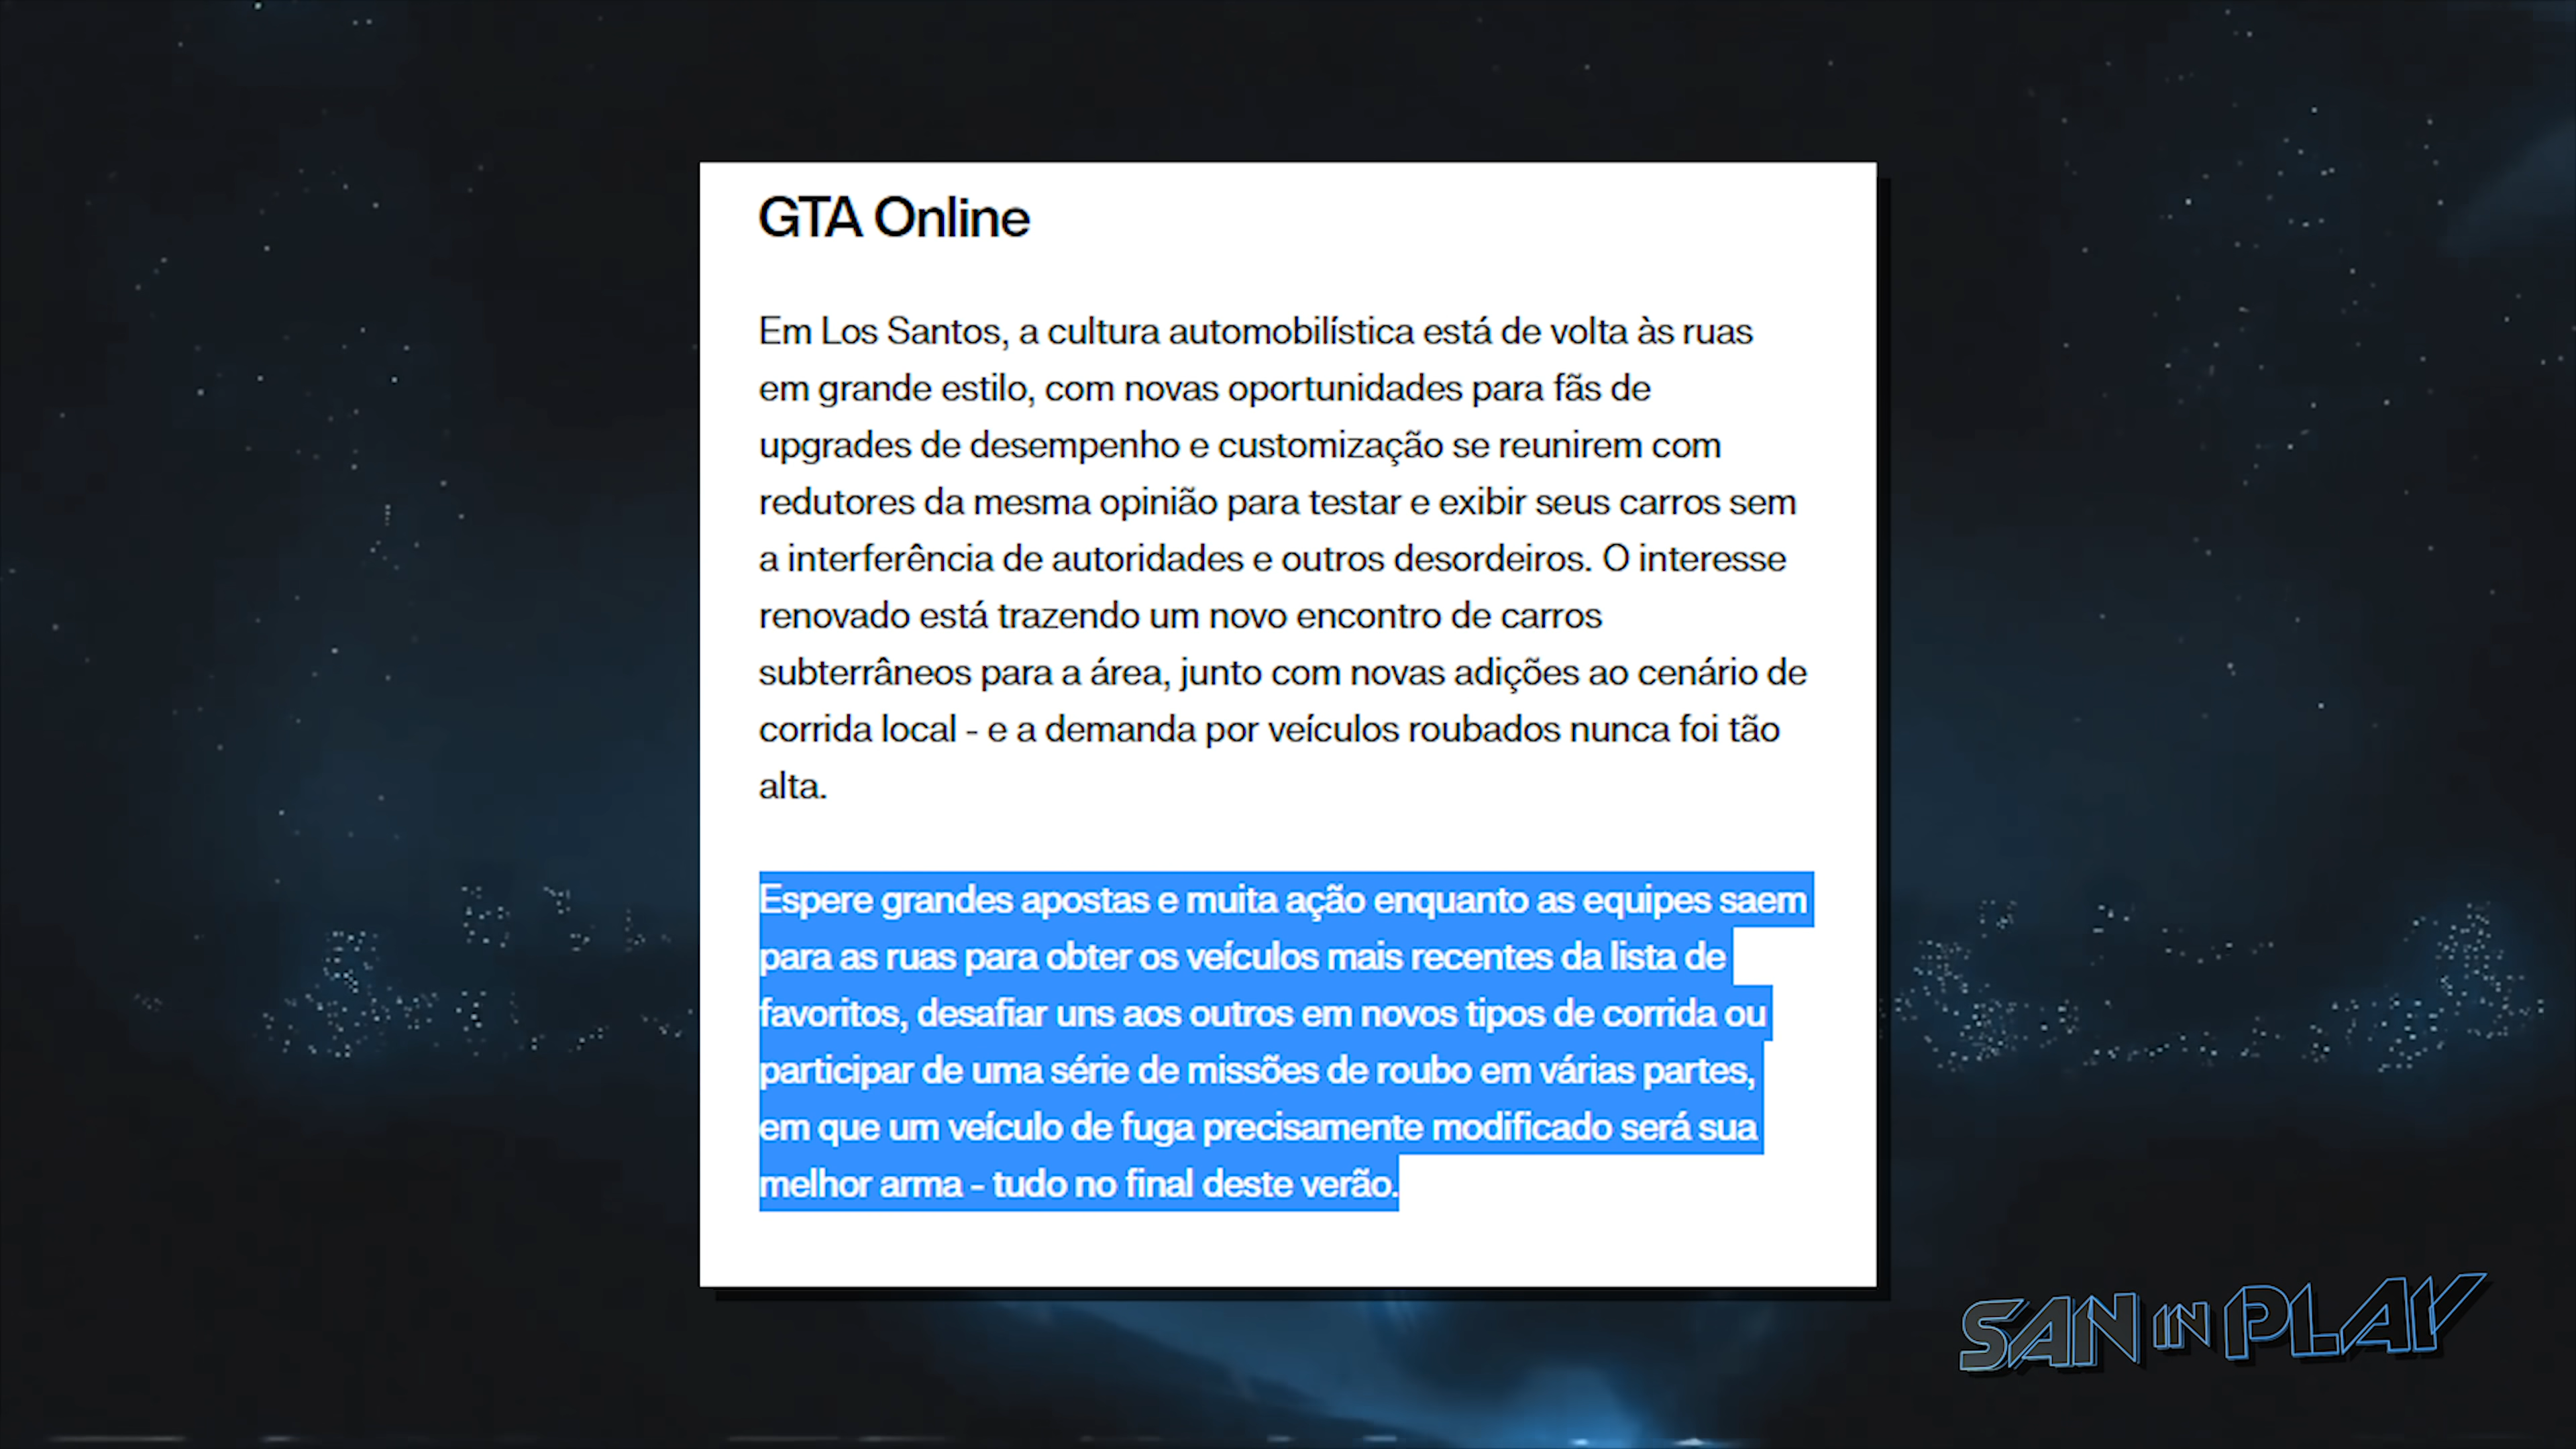 GTA Online
Em Los Santos, a cultura automobilística está de volta às ruas
em grande estilo, com novas oportunidades para fãs de
upgrades de desempenho e customização se reunirem com
redutores da mesma opinião para testar e exibir seus carros sem
a interferência de autoridades e outros desordeiros. O interesse
renovado está trazendo um novo encontro de carros
subterrâneos para a área, junto com novas adições ao cenário de
corrida local - e a demanda por veículos roubados nunca foi tão
alta.
Espere grandes apostas e muita ação enquanto as equipes saem
para as ruas para obter os veículos mais recentes da lista de
favoritos, desafiar uns aos outros em novos tipos de corrida ou
participar de uma série de missões de roubo em várias partes,
em que um veículo de fuga precisamente modificado será sua
melhor arma - tudo no final deste verão.
SAN IN PLAY